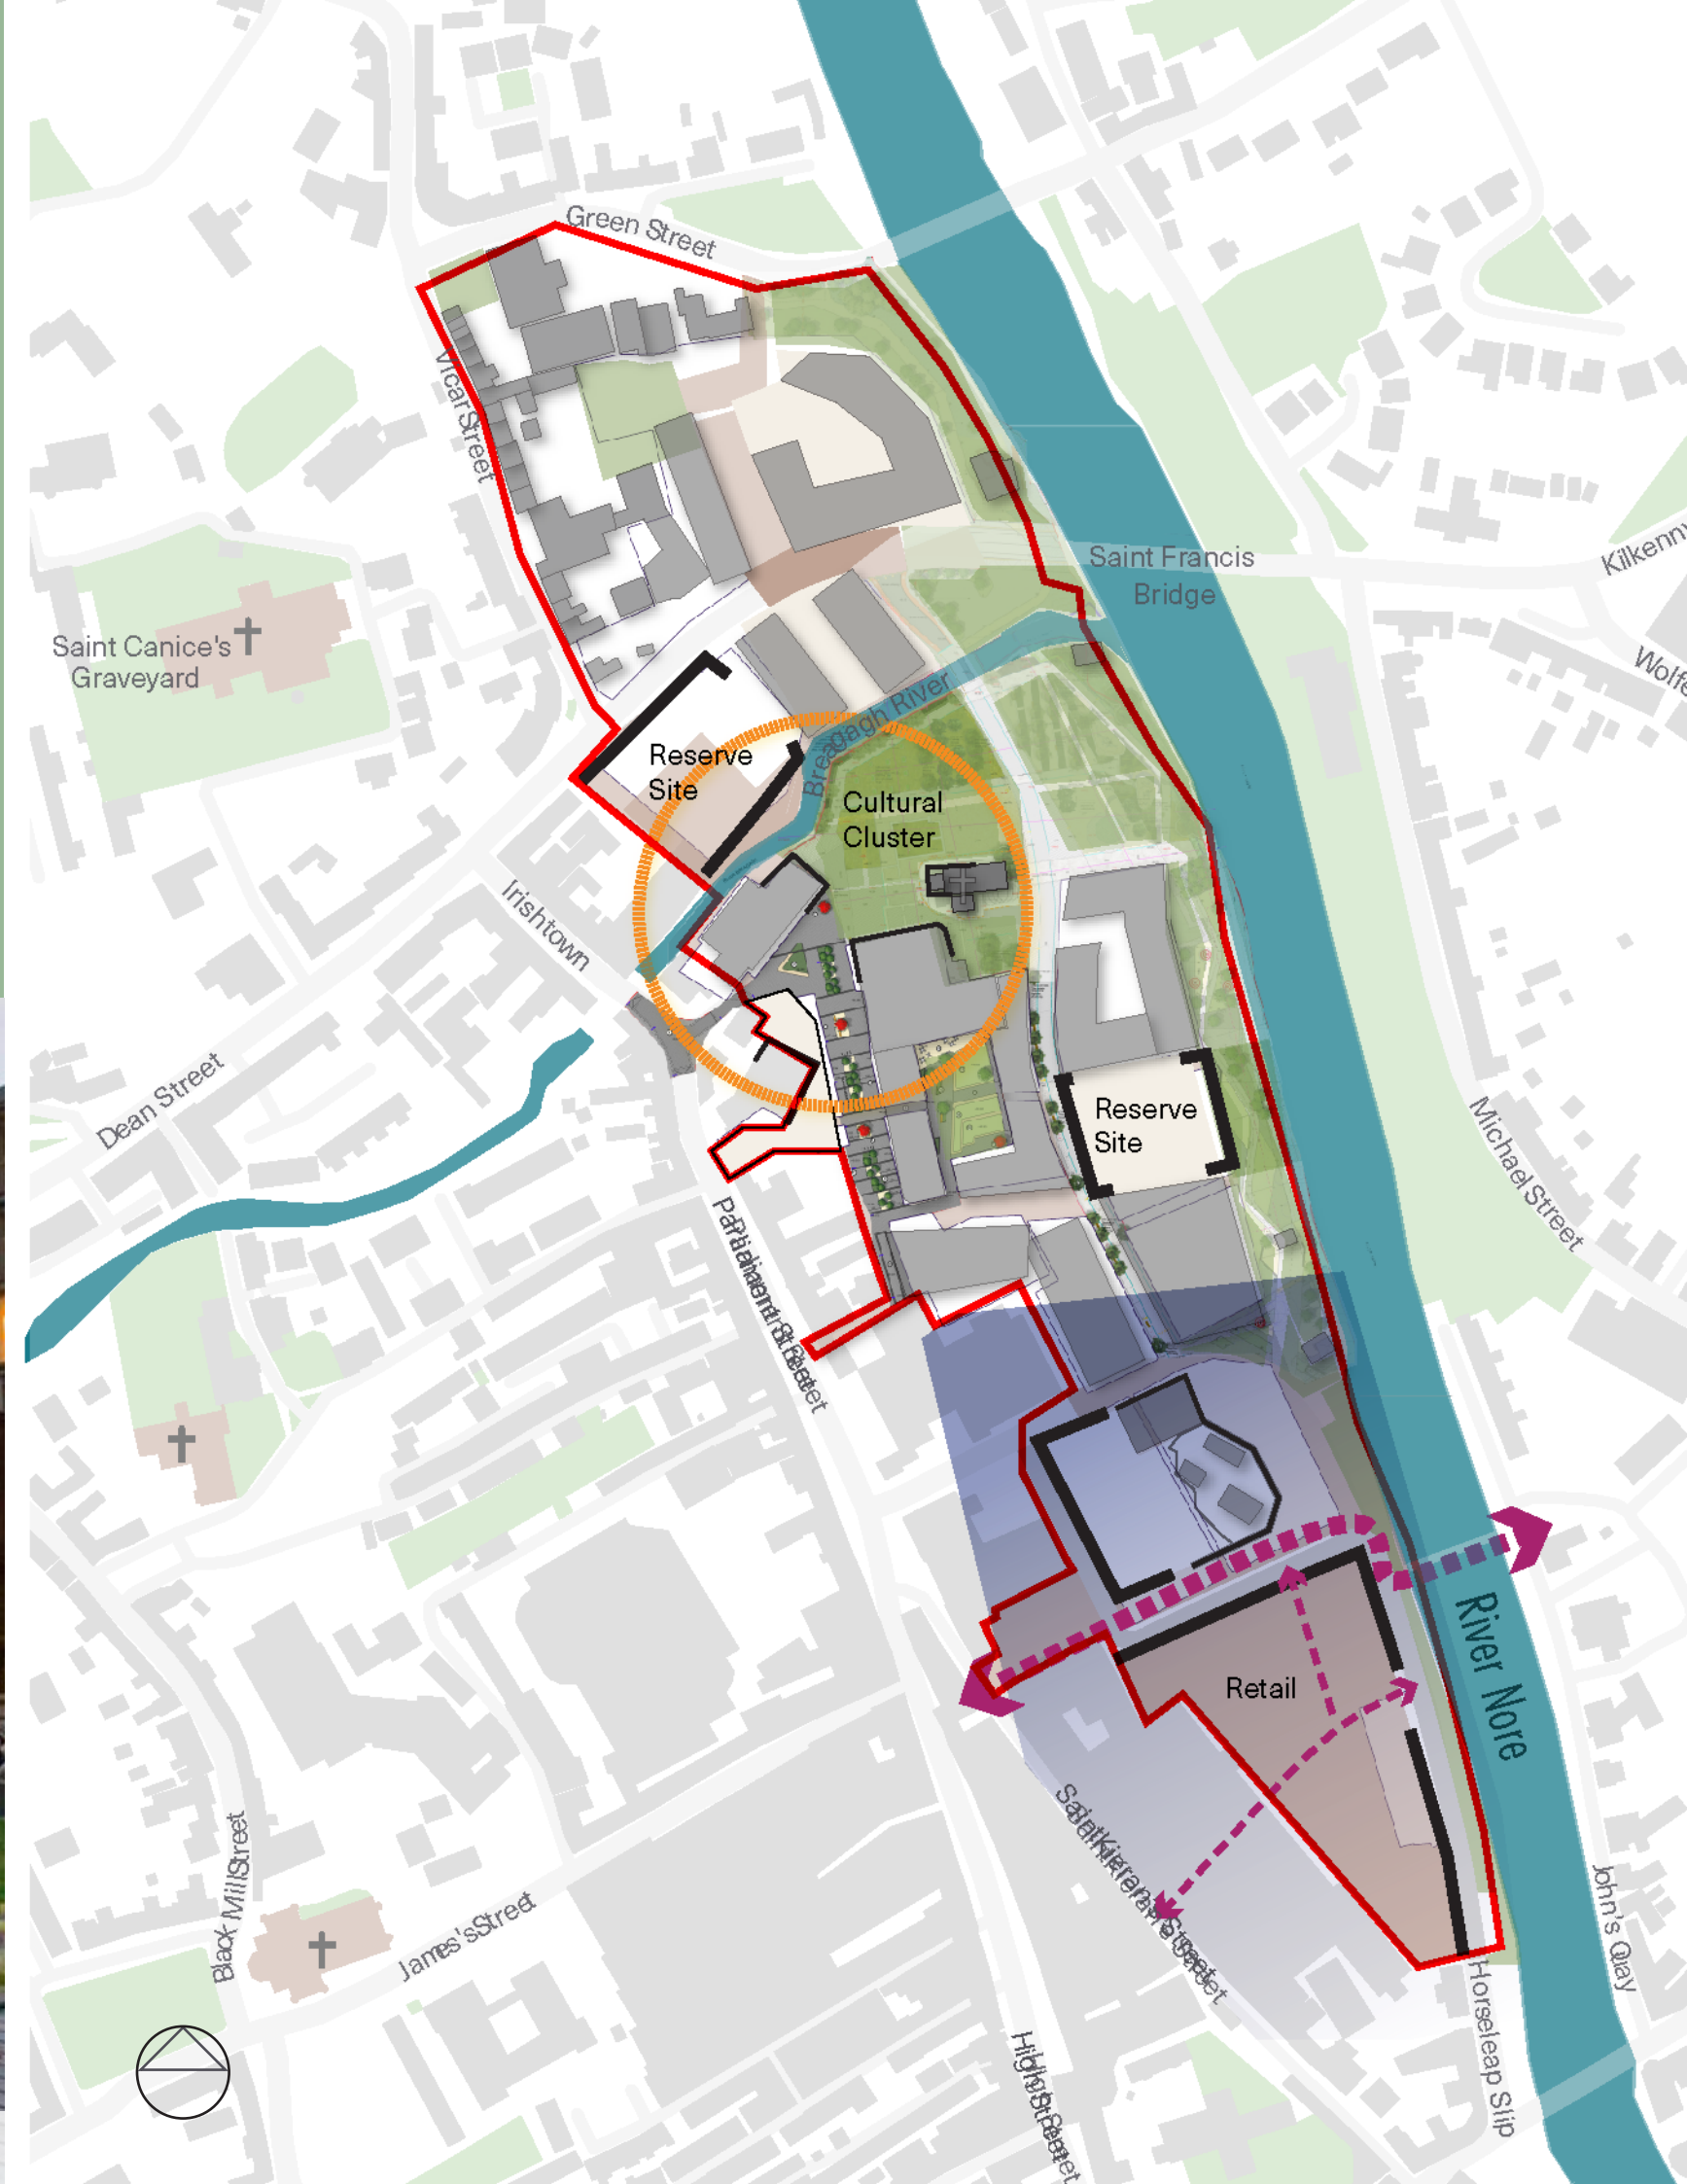 Green Street
Vicar Street
Saint Francis
Bridge
Kilkenny
Saint Canice's
Graveyard
Reserve
Site
Breagagh River
Cultural
Cluster
Irishtown
Dean Street
Reserve
Site
Michael Street
Parliament Street
River Nore
Retail
Saint Kieran's Street
Black Mill Street
James's Street
John's Quay
Horseleap Slip
High Street